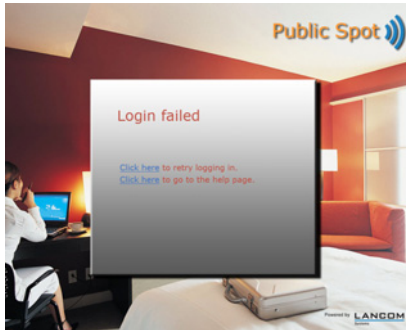 Public Spot
Login failed
Click here to retry logging in.
Click here to go to the help page.
Powered by LANCOM
Systems